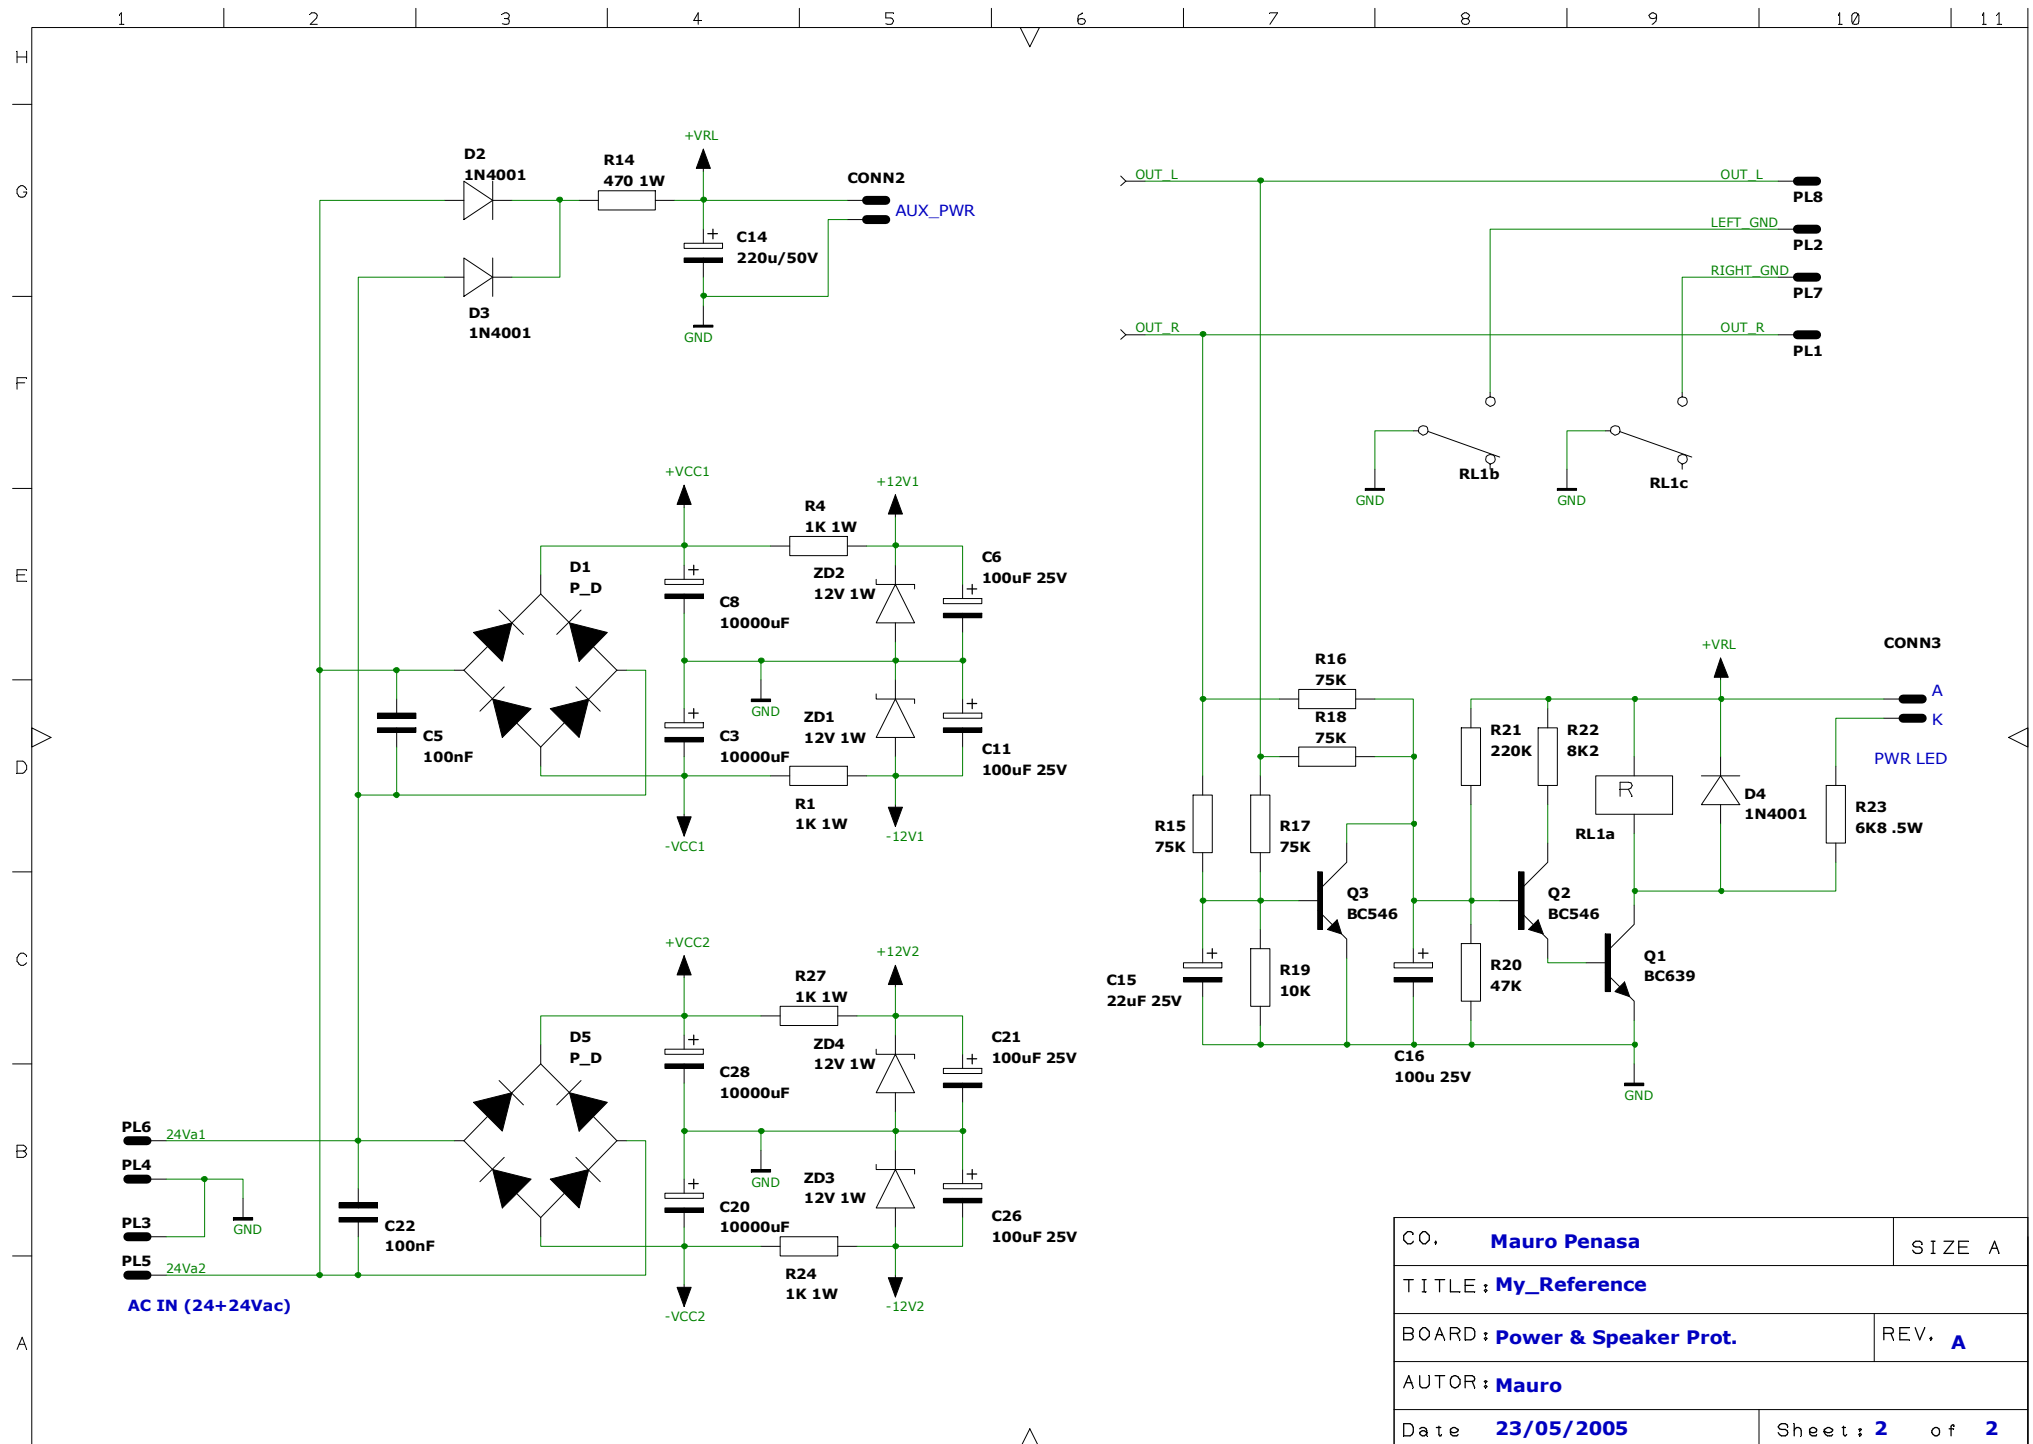 1 2 3 4 5 6 7 8 9 10 11
H
G
F
E
D
C
B
A
D2
1N4001
R14
470 1W
+VRL
CONN2
AUX_PWR
C14
220u/50V
D3
1N4001
GND
OUT_L
OUT_L
PL8
LEFT_GND
PL2
RIGHT_GND
PL7
OUT_R
OUT_R
PL1
RL1b
GND
RL1c
GND
+VCC1
+12V1
R4
1K 1W
D1
P_D
C8
10000uF
ZD2
12V 1W
C6
100uF 25V
GND
C5
100nF
C3
10000uF
ZD1
12V 1W
C11
100uF 25V
R1
1K 1W
-VCC1
-12V1
R16
75K
R18
75K
+VRL
CONN3
A
K
PWR LED
R21
220K
R22
8K2
R
RL1a
D4
1N4001
R23
6K8 .5W
R15
75K
R17
75K
Q3
BC546
Q2
BC546
Q1
BC639
C15
22uF 25V
R19
10K
R20
47K
C16
100u 25V
GND
+VCC2
+12V2
R27
1K 1W
D5
P_D
C28
10000uF
ZD4
12V 1W
C21
100uF 25V
GND
C20
10000uF
ZD3
12V 1W
C26
100uF 25V
R24
1K 1W
-VCC2
-12V2
PL6
24Va1
PL4
PL3
GND
PL5
24Va2
C22
100nF
AC IN (24+24Vac)
CO. Mauro Penasa SIZE A
TITLE: My_Reference
BOARD: Power & Speaker Prot. REV. A
AUTOR: Mauro
Date 23/05/2005 Sheet: 2 of 2